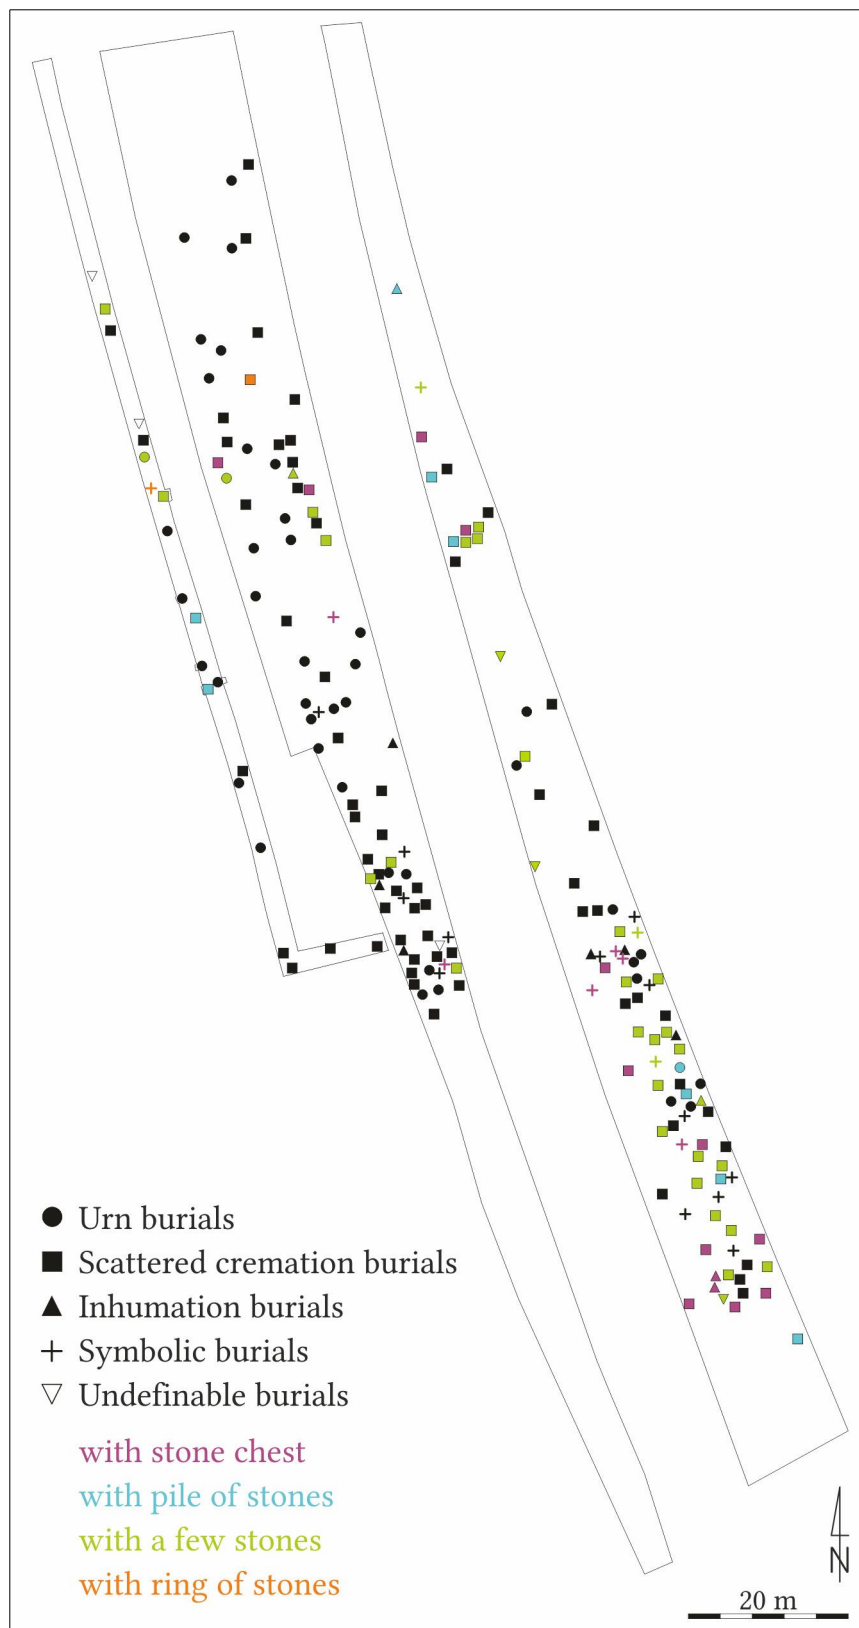 Urn burials
Scattered cremation burials
Inhumation burials
Symbolic burials
Undefinable burials
with stone chest
with pile of stones
with a few stones
with ring of stones
N
20 m